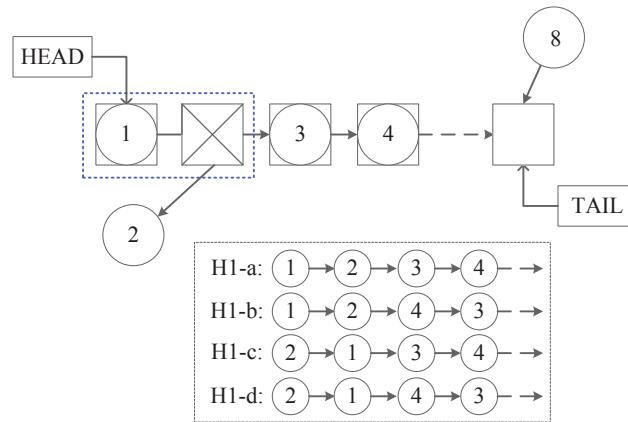 8
HEAD
1 3 4
TAIL
2
H1-a: 1 2 3 4
H1-b: 1 2 4 3
H1-c: 2 1 3 4
H1-d: 2 1 4 3